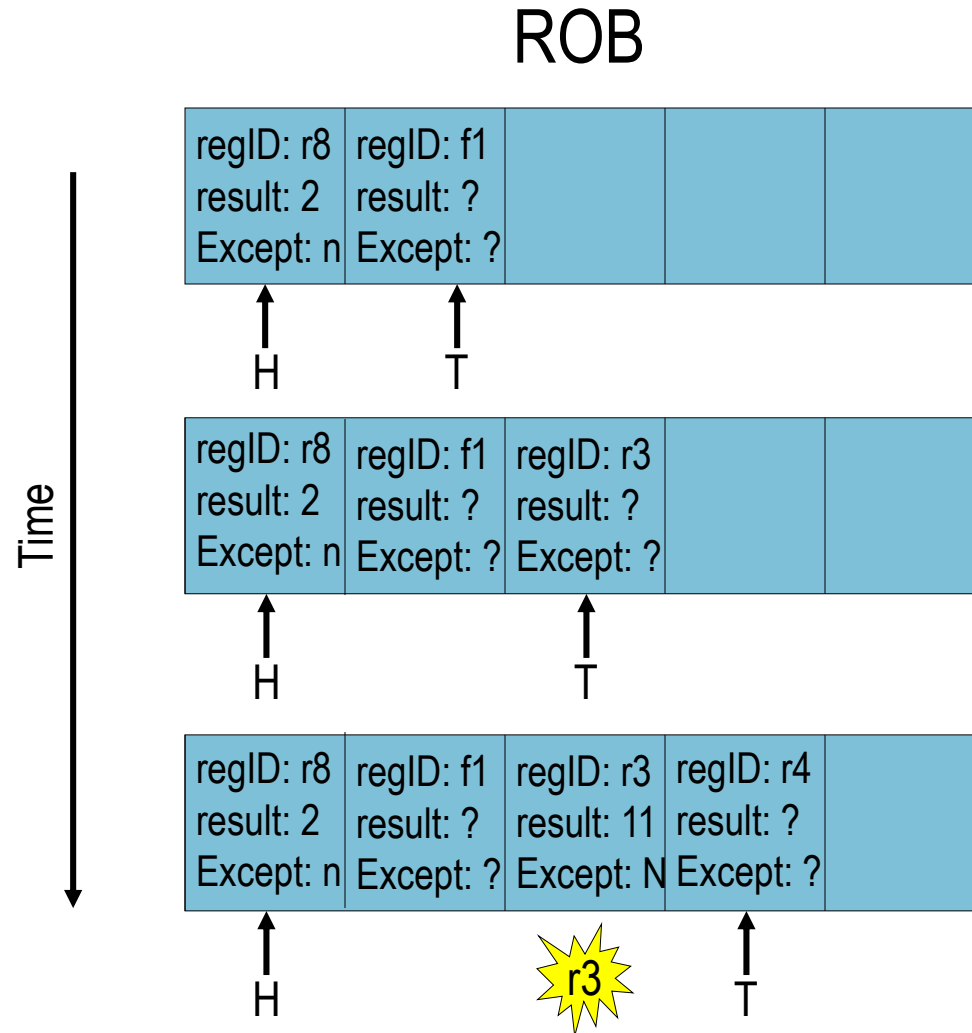 ROB
regID: r8
result: 2
Except: n
regID: f1
result: ?
Except: ?
H
T
Time
regID: r8
result: 2
Except: n
regID: f1
result: ?
Except: ?
regID: r3
result: ?
Except: ?
H
T
regID: r8
result: 2
Except: n
regID: f1
result: ?
Except: ?
regID: r3
result: 11
Except: N
regID: r4
result: ?
Except: ?
H
r3
T